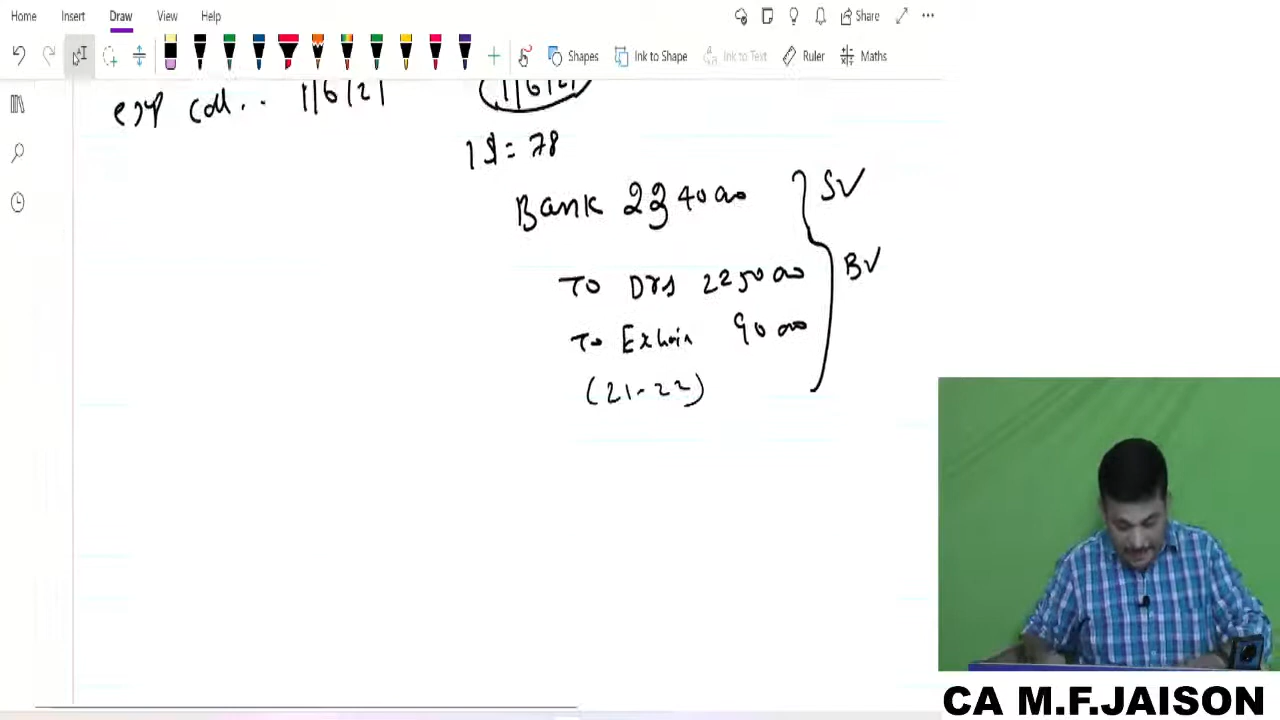 Home Insert Draw View Help Share
Shapes Ink to Shape Ink to Text Ruler Maths
exp coll.. 1/6/21 1/6/21
1$ = 78
Bank 2340000 SV
To Drs 2250000 BV
To Ex Gain 90000
(21-22)
CA M.F.JAISON